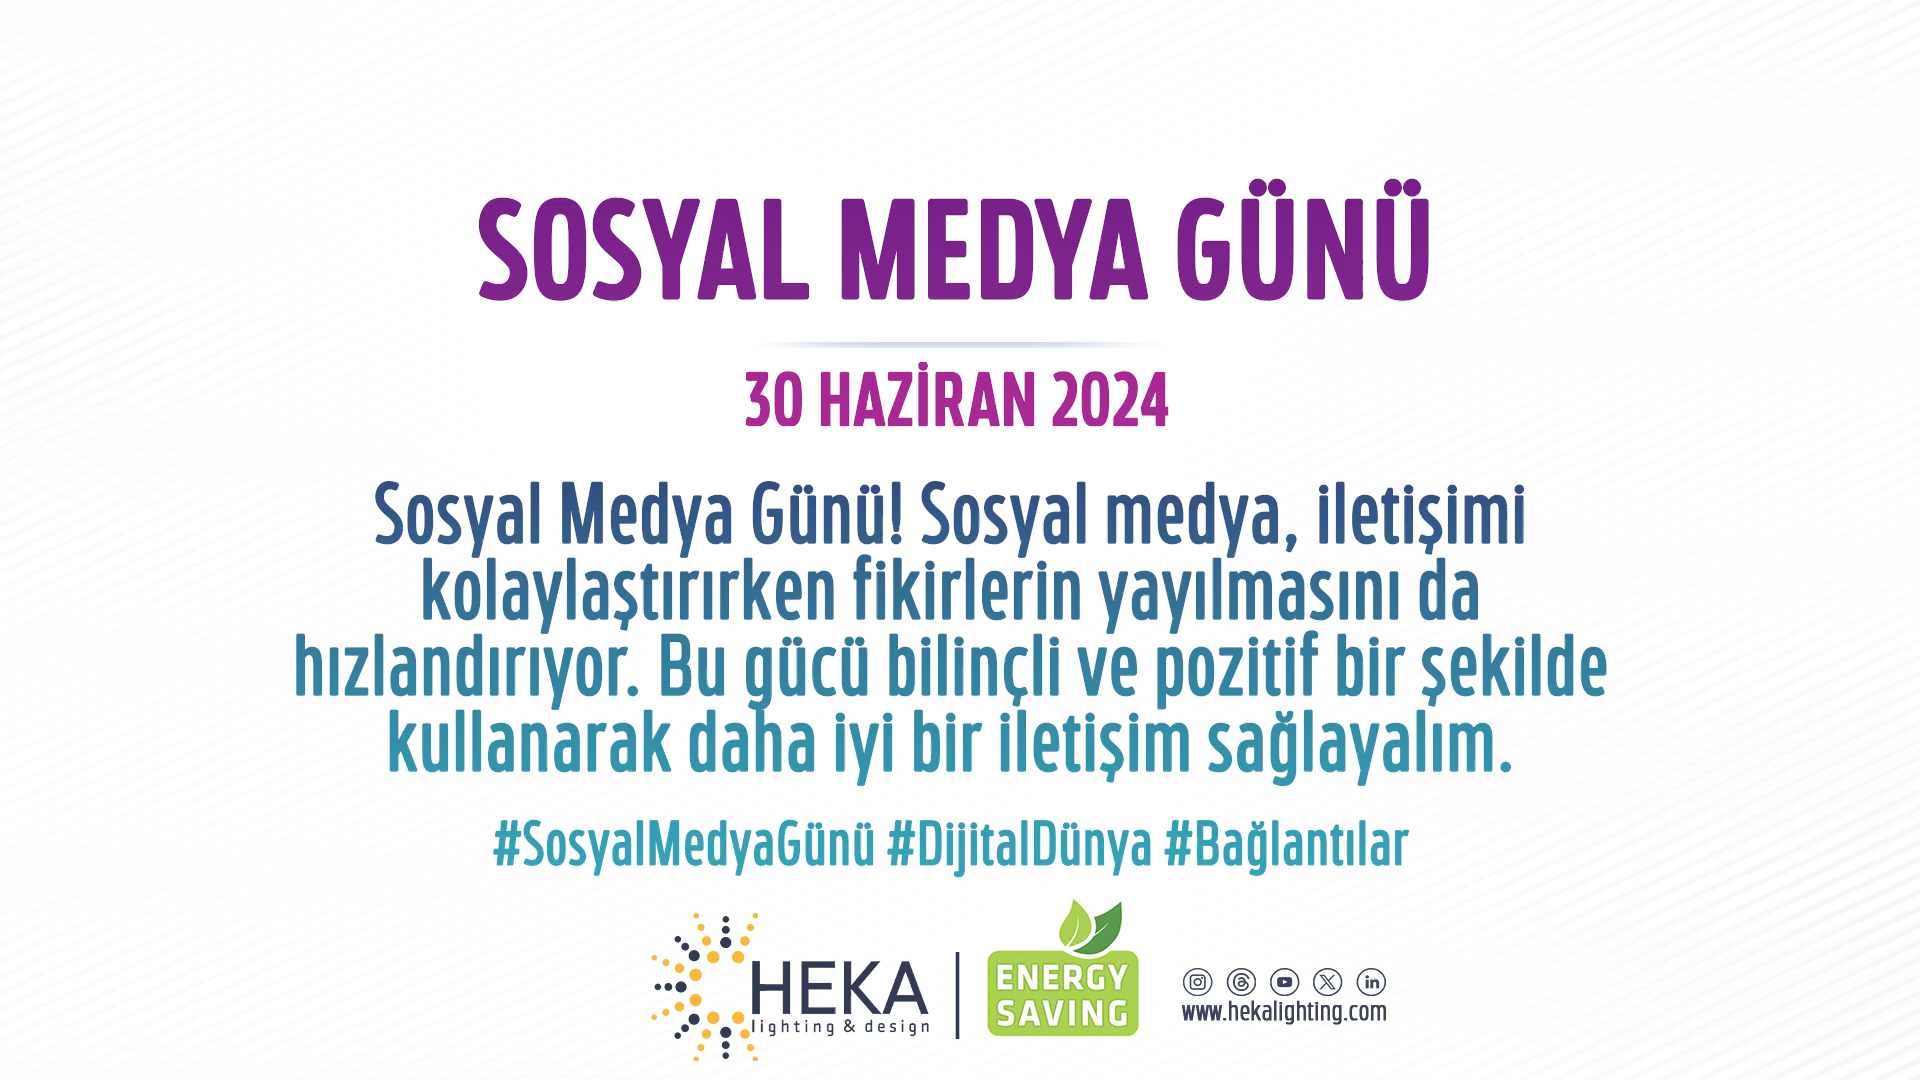 SOSYAL MEDYA GÜNÜ
30 HAZİRAN 2024
Sosyal Medya Günü! Sosyal medya, iletişimi
kolaylaştırırken fikirlerin yayılmasını da
hızlandırıyor. Bu gücü bilinçli ve pozitif bir şekilde
kullanarak daha iyi bir iletişim sağlayalım.
#SosyalMedyaGünü #DijitalDünya #Bağlantılar
HEKA
lighting & design
ENERGY
SAVING
www.hekalighting.com